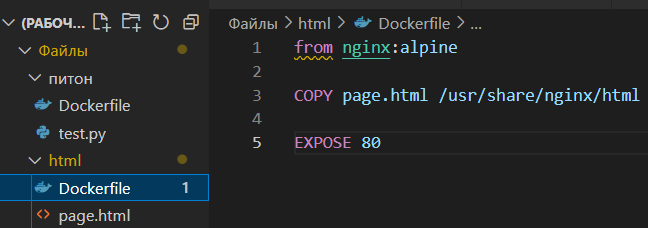 (РАБОЧ...
Файлы
питон
Dockerfile
test.py
html
Dockerfile 1
page.html
Файлы > html > Dockerfile > ...
1 from nginx:alpine
2
3 COPY page.html /usr/share/nginx/html
4
5 EXPOSE 80